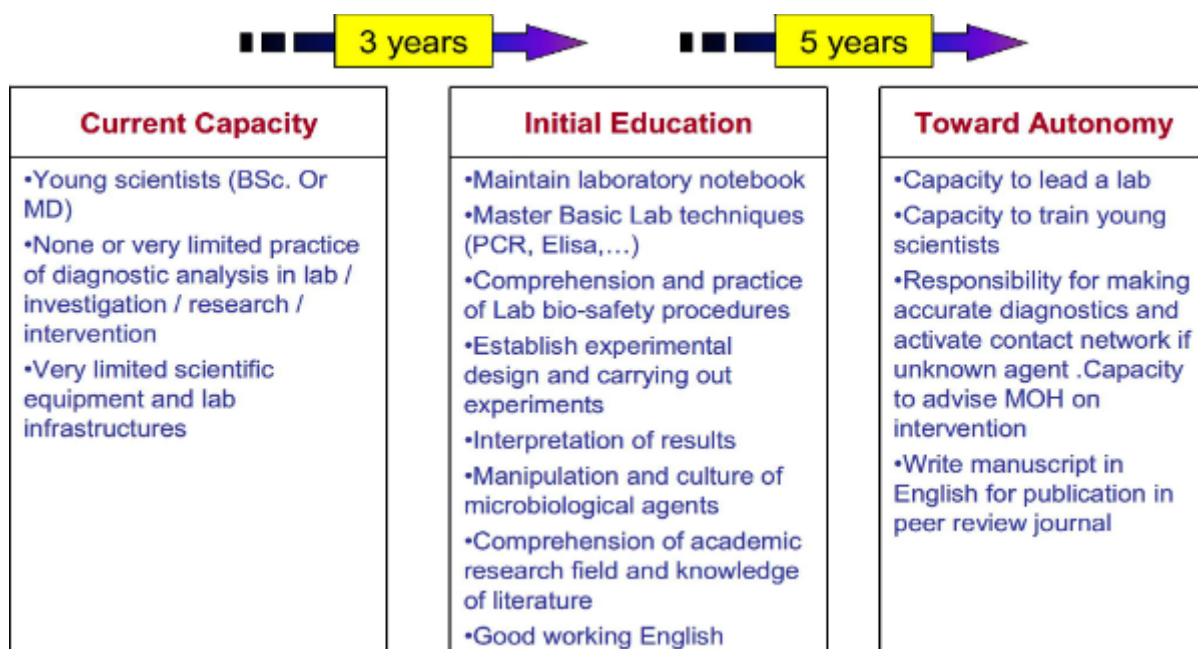 3 years
5 years
Current Capacity
•Young scientists (BSc. Or
MD)
•None or very limited practice
of diagnostic analysis in lab /
investigation / research /
intervention
•Very limited scientific
equipment and lab
infrastructures
Initial Education
•Maintain laboratory notebook
•Master Basic Lab techniques
(PCR, Elisa,…)
•Comprehension and practice
of Lab bio-safety procedures
•Establish experimental
design and carrying out
experiments
•Interpretation of results
•Manipulation and culture of
microbiological agents
•Comprehension of academic
research field and knowledge
of literature
•Good working English
Toward Autonomy
•Capacity to lead a lab
•Capacity to train young
scientists
•Responsibility for making
accurate diagnostics and
activate contact network if
unknown agent .Capacity
to advise MOH on
intervention
•Write manuscript in
English for publication in
peer review journal